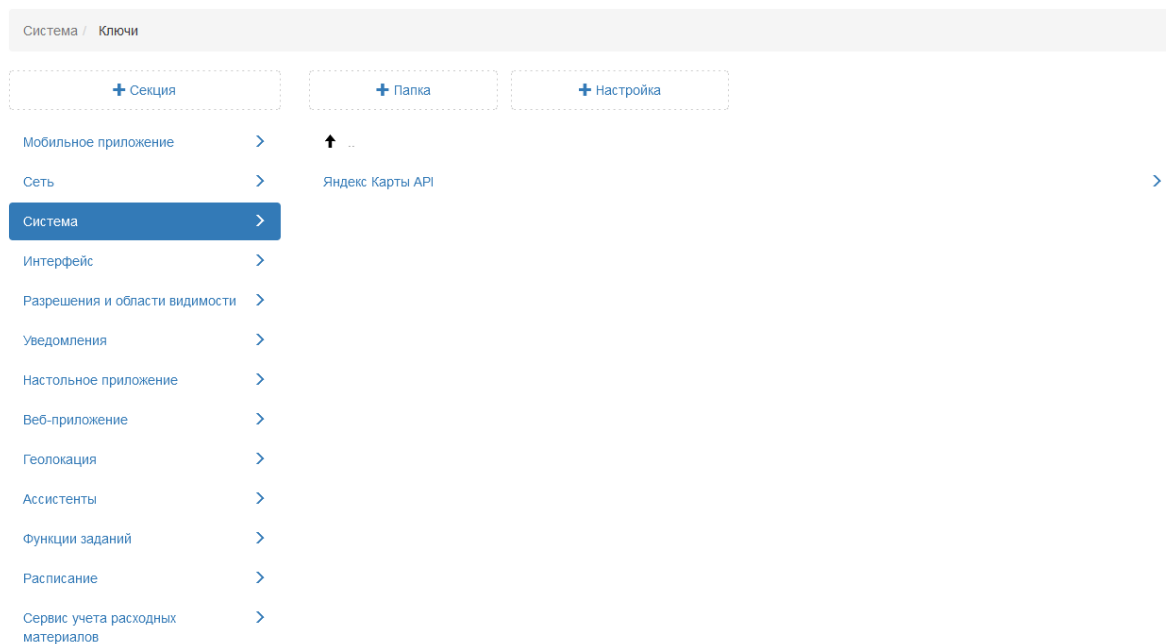 Система / Ключи
Секция
Папка
Настройка
Мобильное приложение
..
Сеть
Яндекс Карты API
Система
Интерфейс
Разрешения и области видимости
Уведомления
Настольное приложение
Веб-приложение
Геолокация
Ассистенты
Функции заданий
Расписание
Сервис учета расходных
материалов